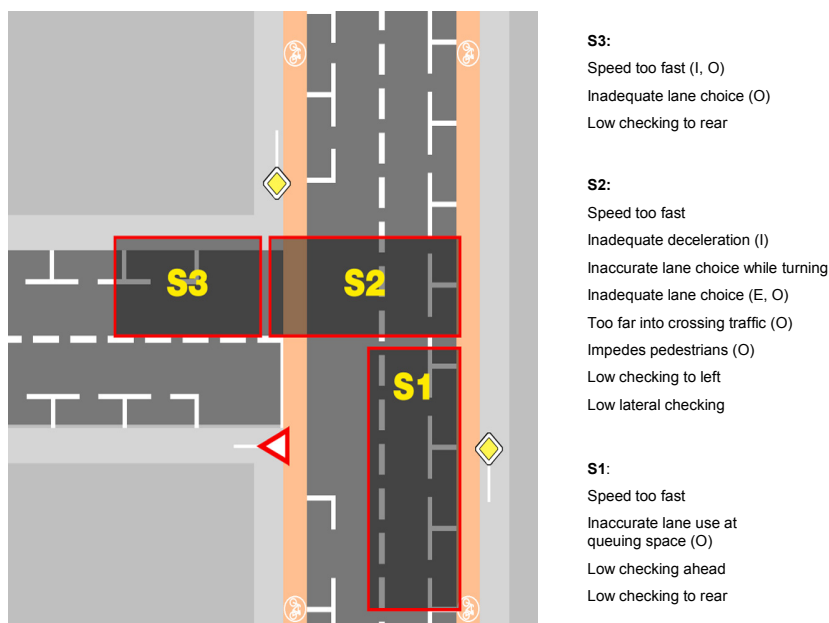 S3
S2
S1
S3:
Speed too fast (I, O)
Inadequate lane choice (O)
Low checking to rear
S2:
Speed too fast
Inadequate deceleration (I)
Inaccurate lane choice while turning
Inadequate lane choice (E, O)
Too far into crossing traffic (O)
Impedes pedestrians (O)
Low checking to left
Low lateral checking
S1:
Speed too fast
Inaccurate lane use at
queuing space (O)
Low checking ahead
Low checking to rear